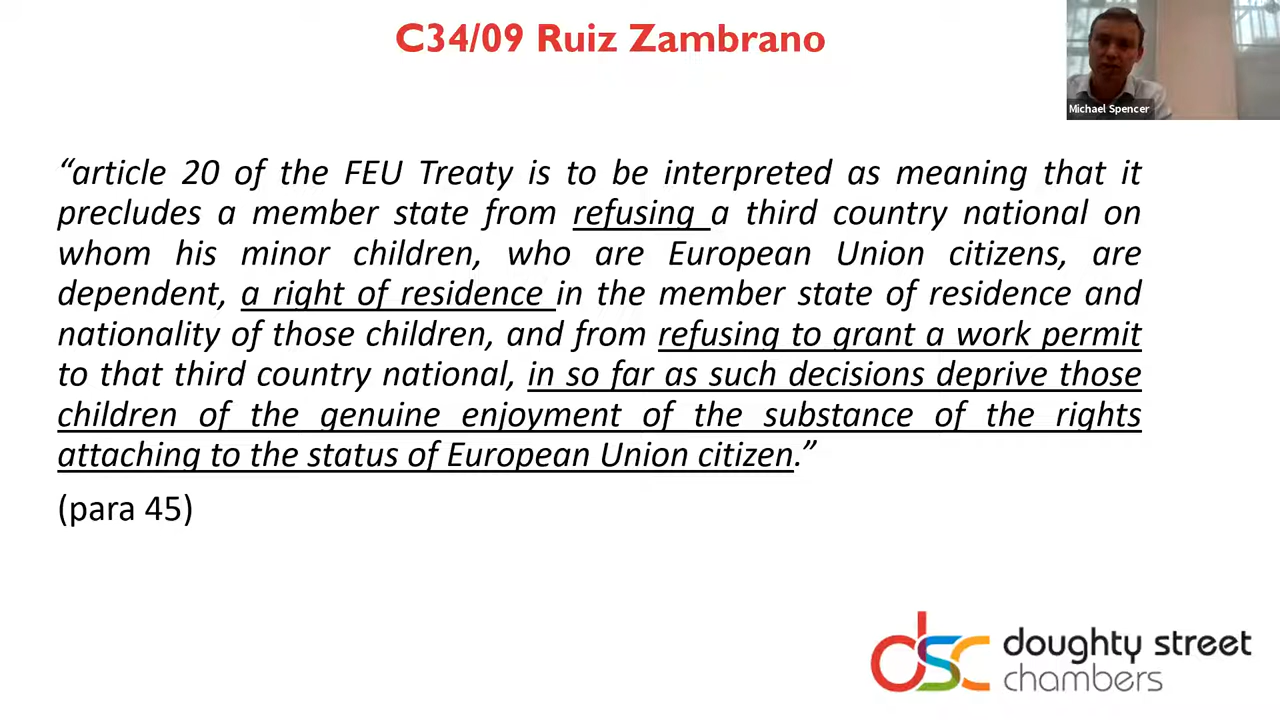 C34/09 Ruiz Zambrano
Michael Spencer
“article 20 of the FEU Treaty is to be interpreted as meaning that it
precludes a member state from refusing a third country national on
whom his minor children, who are European Union citizens, are
dependent, a right of residence in the member state of residence and
nationality of those children, and from refusing to grant a work permit
to that third country national, in so far as such decisions deprive those
children of the genuine enjoyment of the substance of the rights
attaching to the status of European Union citizen.”
(para 45)
dsc doughty street
chambers